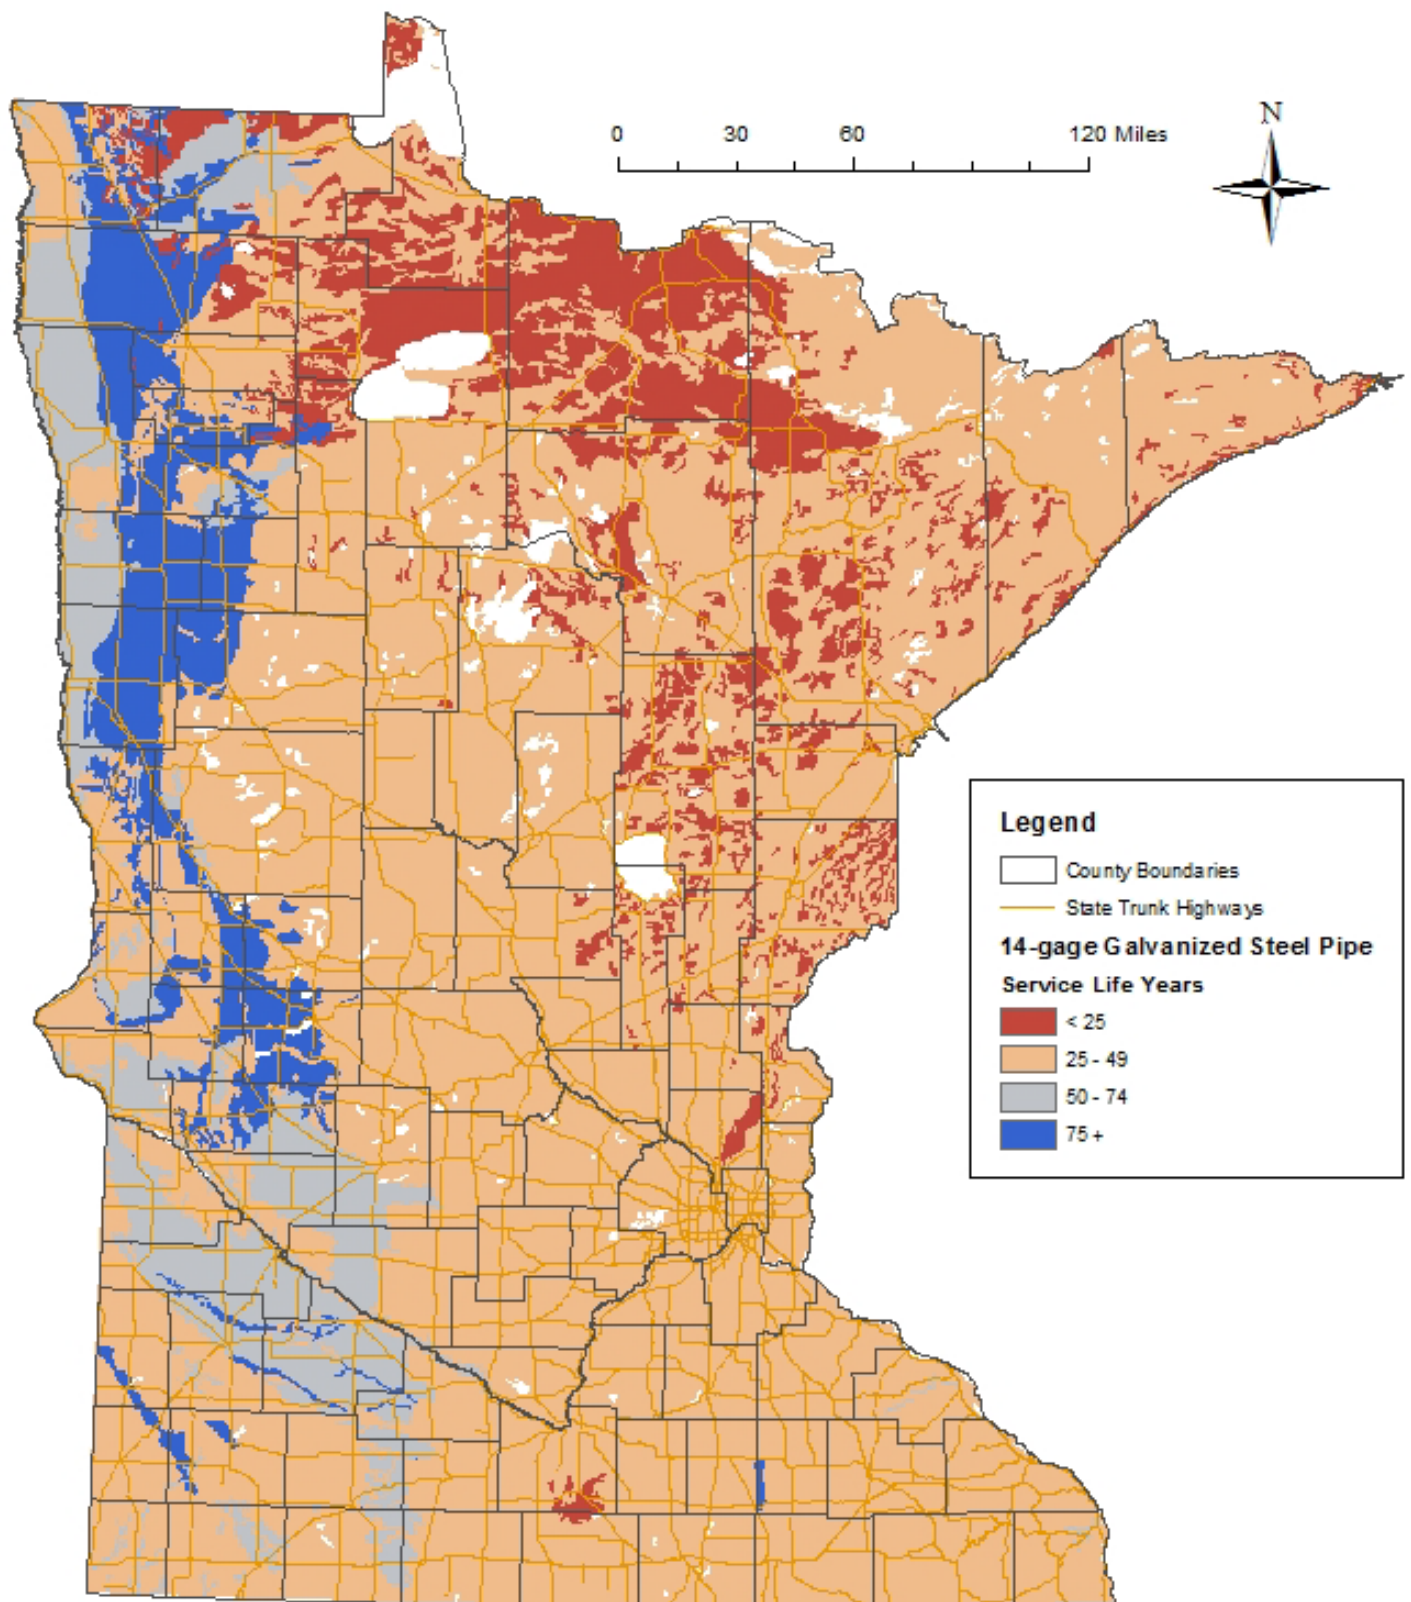 N
0 30 60 120 Miles
Legend
County Boundaries
State Trunk Highways
14-gage Galvanized Steel Pipe
Service Life Years
< 25
25 - 49
50 - 74
75 +